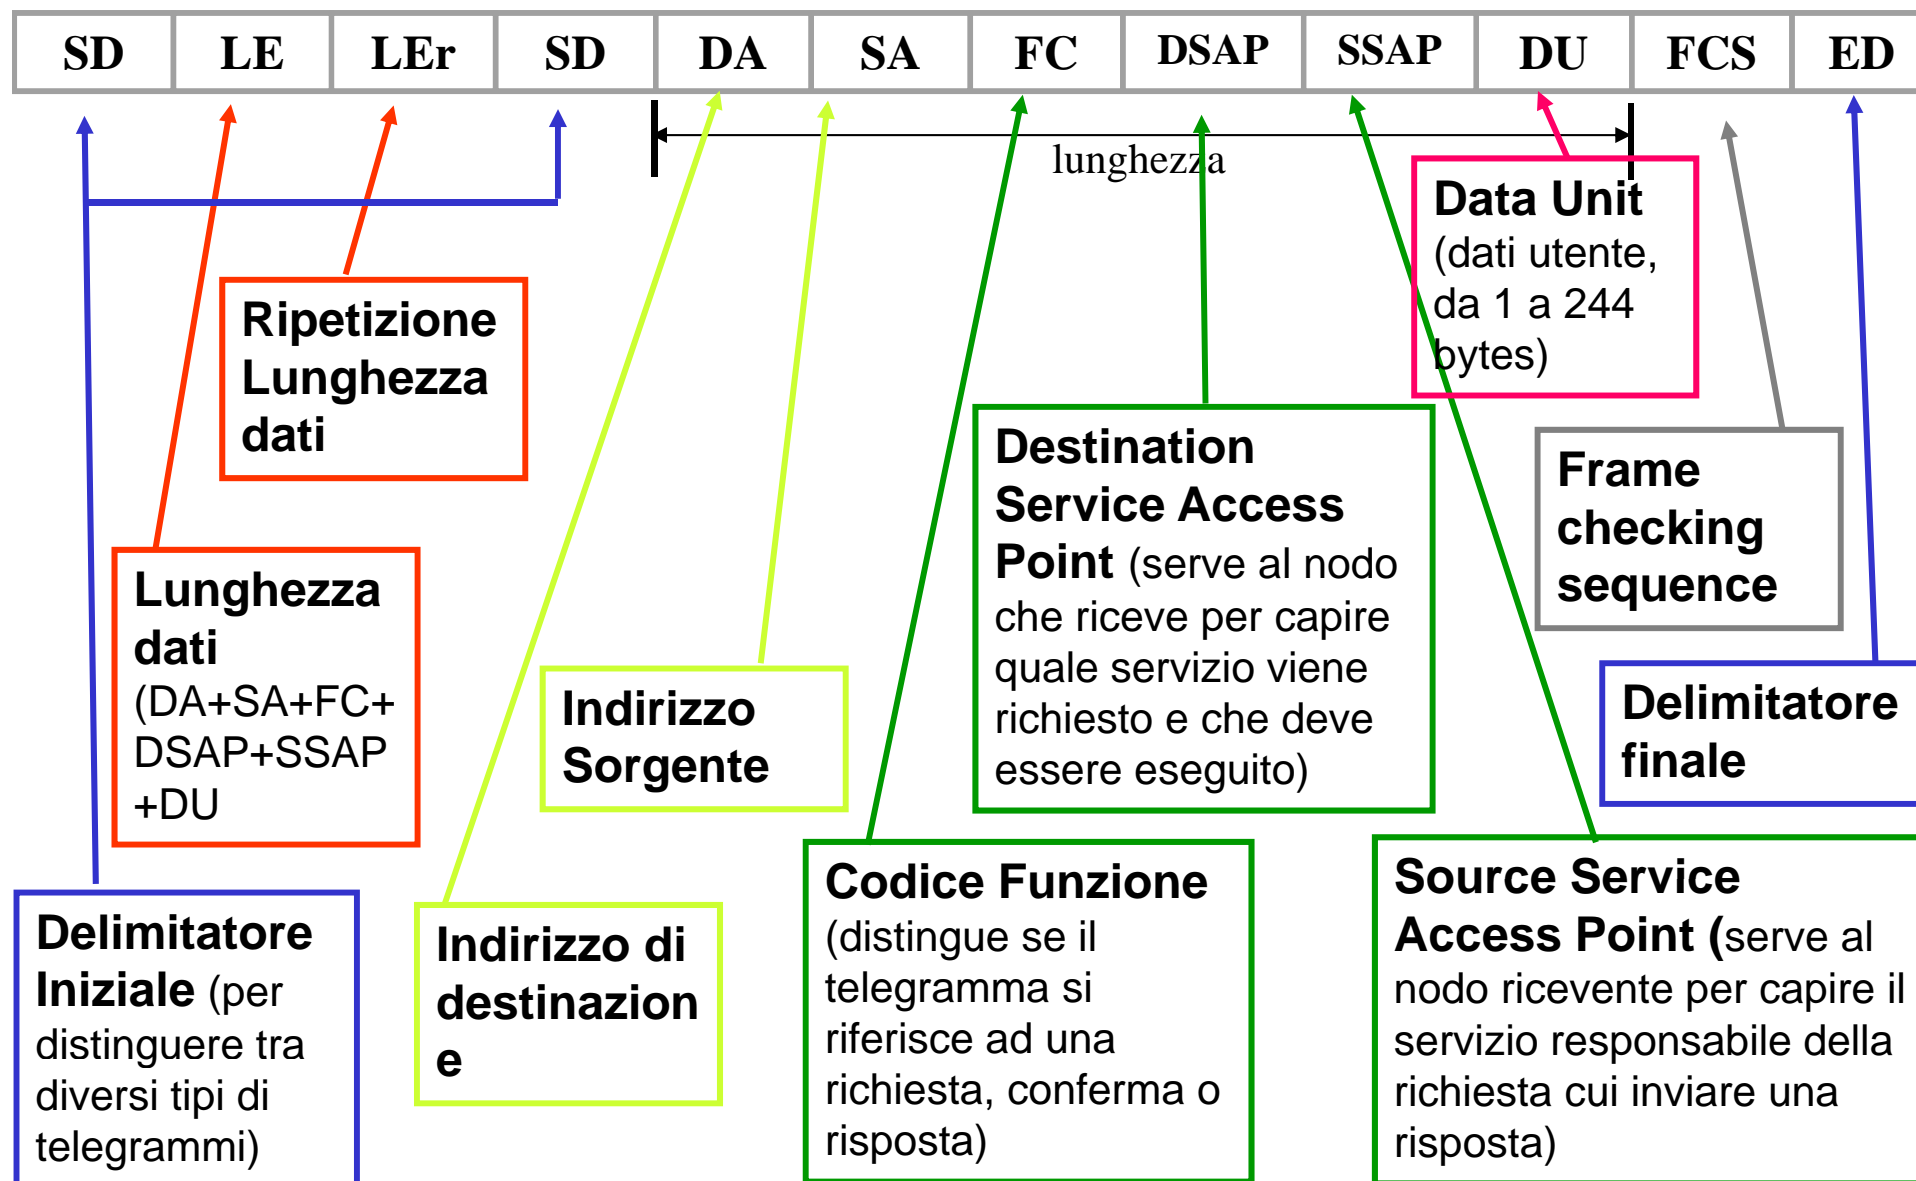 SD LE LEr SD DA SA FC DSAP SSAP DU FCS ED
lunghezza
Data Unit
(dati utente,
da 1 a 244
bytes)
Ripetizione
Lunghezza
dati
Destination
Service Access
Point (serve al nodo
che riceve per capire
quale servizio viene
richiesto e che deve
essere eseguito)
Frame
checking
sequence
Lunghezza
dati
(DA+SA+FC+
DSAP+SSAP
+DU
Indirizzo
Sorgente
Delimitatore
finale
Delimitatore
Iniziale (per
distinguere tra
diversi tipi di
telegrammi)
Indirizzo di
destinazion
e
Codice Funzione
(distingue se il
telegramma si
riferisce ad una
richiesta, conferma o
risposta)
Source Service
Access Point (serve al
nodo ricevente per capire il
servizio responsabile della
richiesta cui inviare una
risposta)